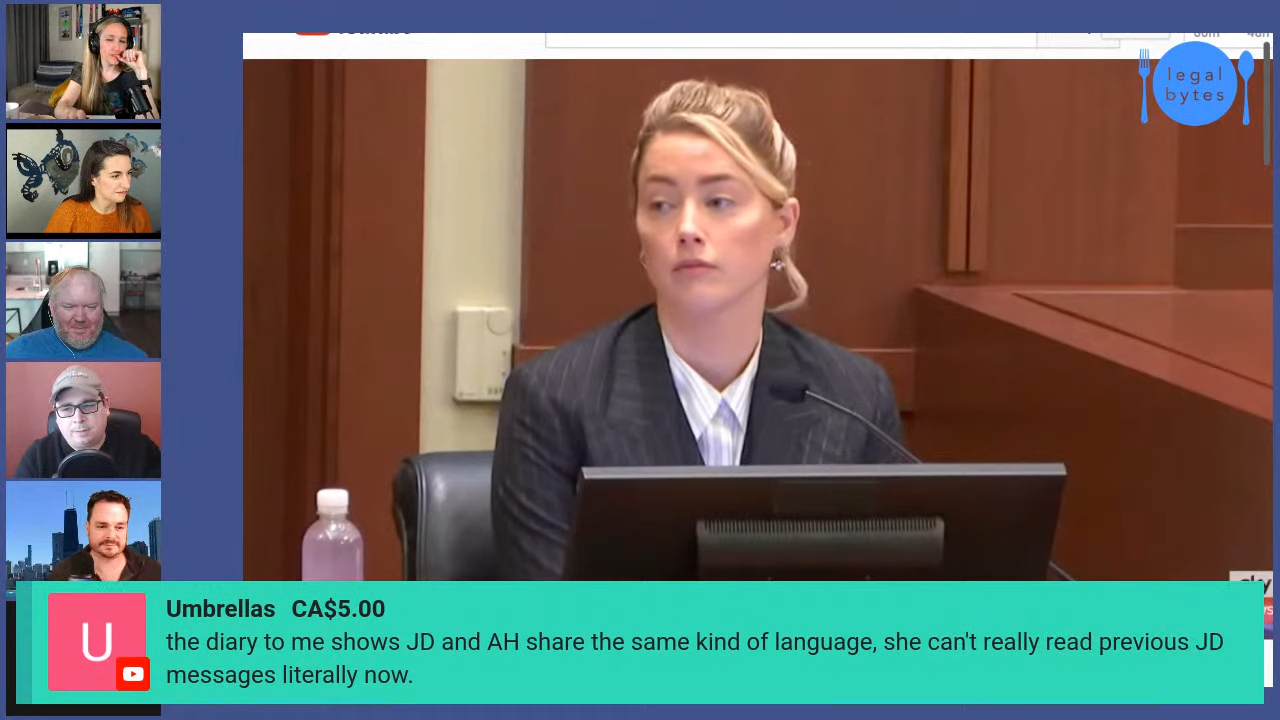 legal
bytes
Umbrellas CA$5.00
the diary to me shows JD and AH share the same kind of language, she can't really read previous JD
messages literally now.
U